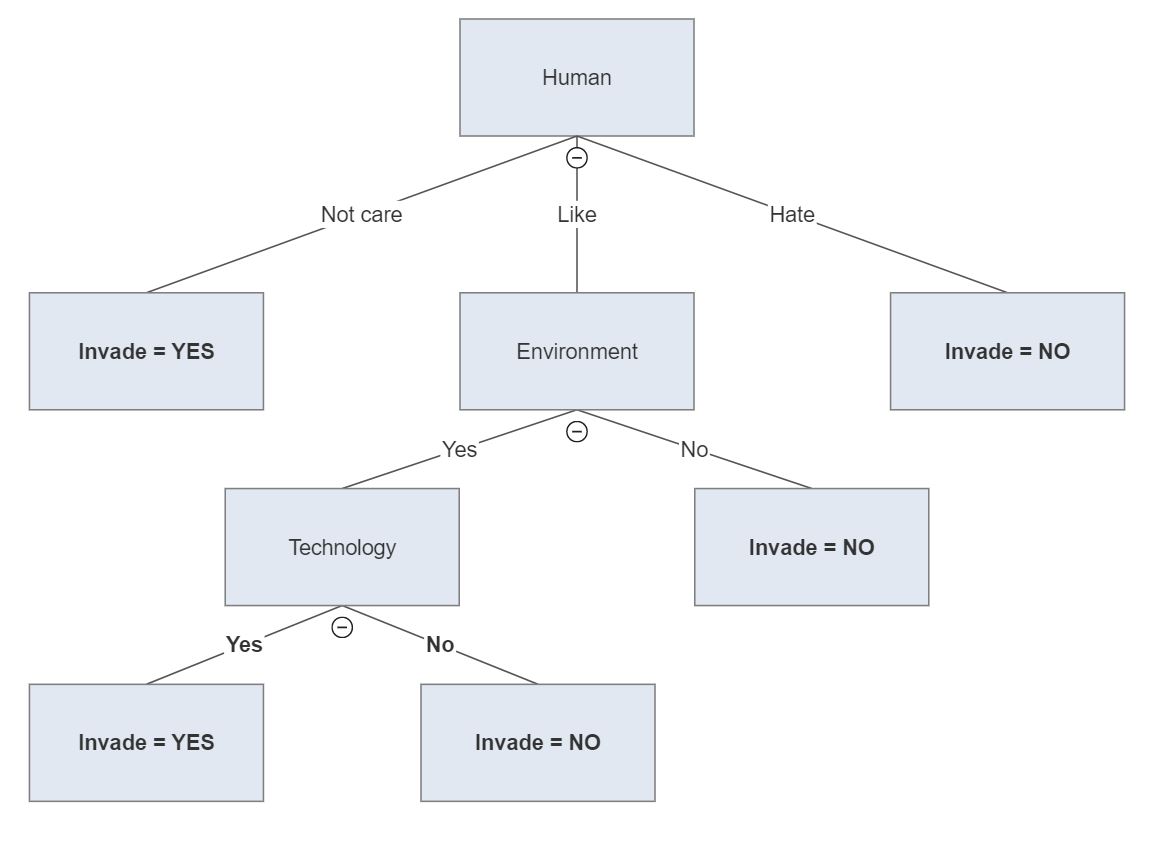 Human
Not care
Like
Hate
Invade = YES
Environment
Invade = NO
Yes
No
Technology
Invade = NO
Yes
No
Invade = YES
Invade = NO